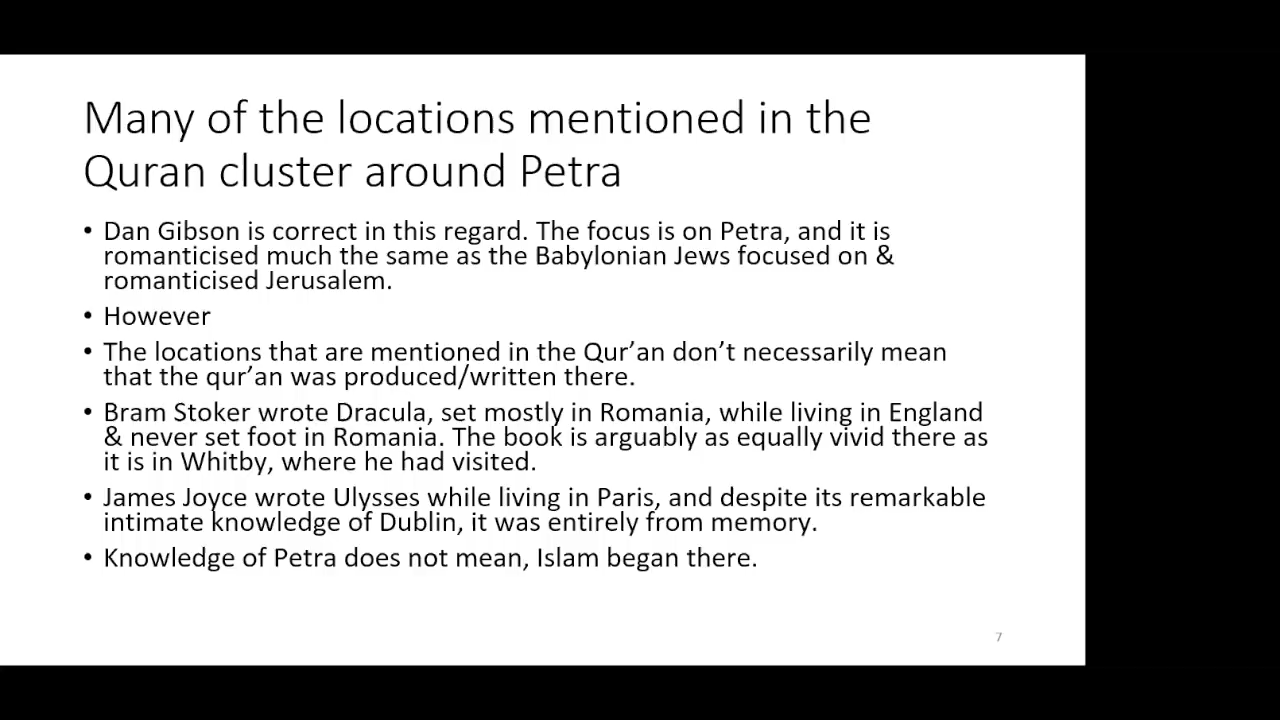 Many of the locations mentioned in the
Quran cluster around Petra
• Dan Gibson is correct in this regard. The focus is on Petra, and it is
romanticised much the same as the Babylonian Jews focused on &
romanticised Jerusalem.
• However
• The locations that are mentioned in the Qur’an don’t necessarily mean
that the qur’an was produced/written there.
• Bram Stoker wrote Dracula, set mostly in Romania, while living in England
& never set foot in Romania. The book is arguably as equally vivid there as
it is in Whitby, where he had visited.
• James Joyce wrote Ulysses while living in Paris, and despite its remarkable
intimate knowledge of Dublin, it was entirely from memory.
• Knowledge of Petra does not mean, Islam began there.
7